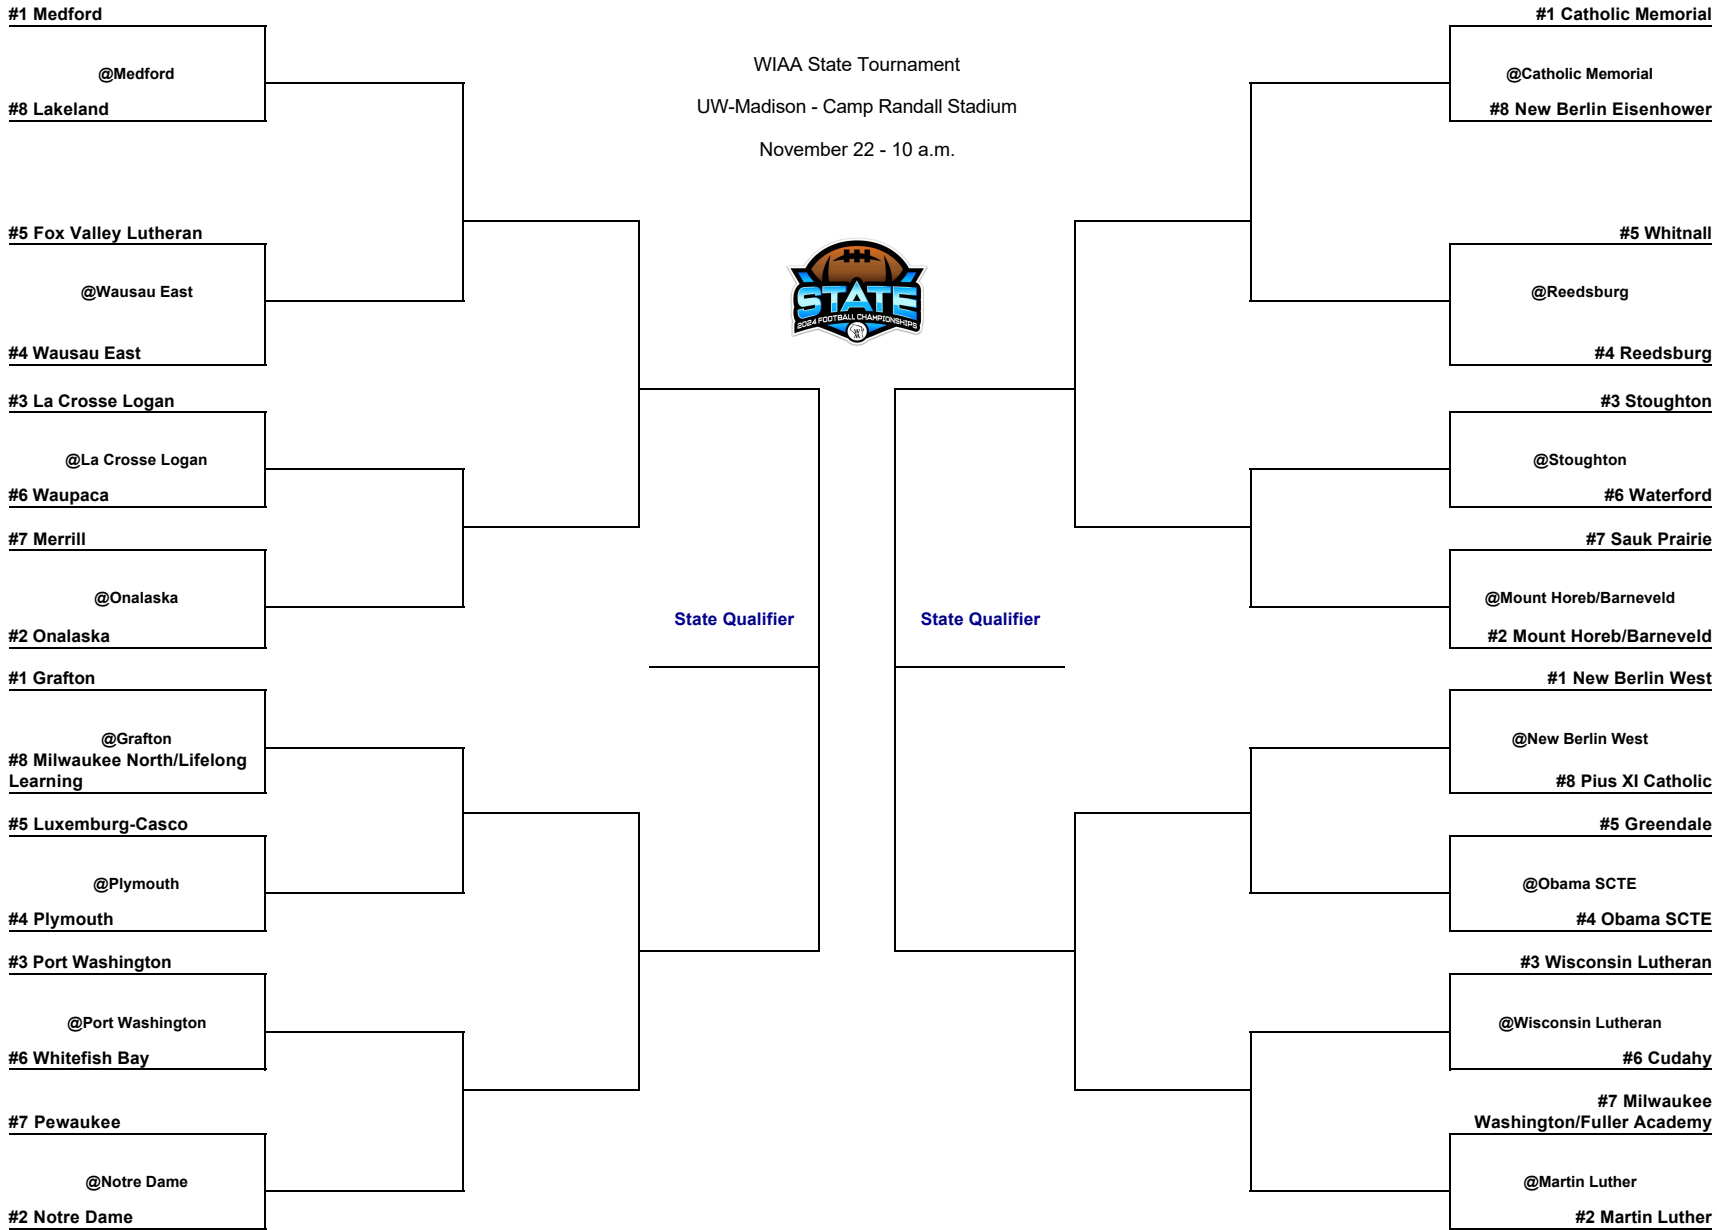 #1 Medford
@Medford
#8 Lakeland
#5 Fox Valley Lutheran
@Wausau East
#4 Wausau East
#3 La Crosse Logan
@La Crosse Logan
#6 Waupaca
#7 Merrill
@Onalaska
#2 Onalaska
#1 Grafton
@Grafton
#8 Milwaukee North/Lifelong
Learning
#5 Luxemburg-Casco
@Plymouth
#4 Plymouth
#3 Port Washington
@Port Washington
#6 Whitefish Bay
#7 Pewaukee
@Notre Dame
#2 Notre Dame
WIAA State Tournament
UW-Madison - Camp Randall Stadium
November 22 - 10 a.m.
STATE
2024 FOOTBALL CHAMPIONSHIPS
State Qualifier
State Qualifier
#1 Catholic Memorial
@Catholic Memorial
#8 New Berlin Eisenhower
#5 Whitnall
@Reedsburg
#4 Reedsburg
#3 Stoughton
@Stoughton
#6 Waterford
#7 Sauk Prairie
@Mount Horeb/Barneveld
#2 Mount Horeb/Barneveld
#1 New Berlin West
@New Berlin West
#8 Pius XI Catholic
#5 Greendale
@Obama SCTE
#4 Obama SCTE
#3 Wisconsin Lutheran
@Wisconsin Lutheran
#6 Cudahy
#7 Milwaukee
Washington/Fuller Academy
@Martin Luther
#2 Martin Luther